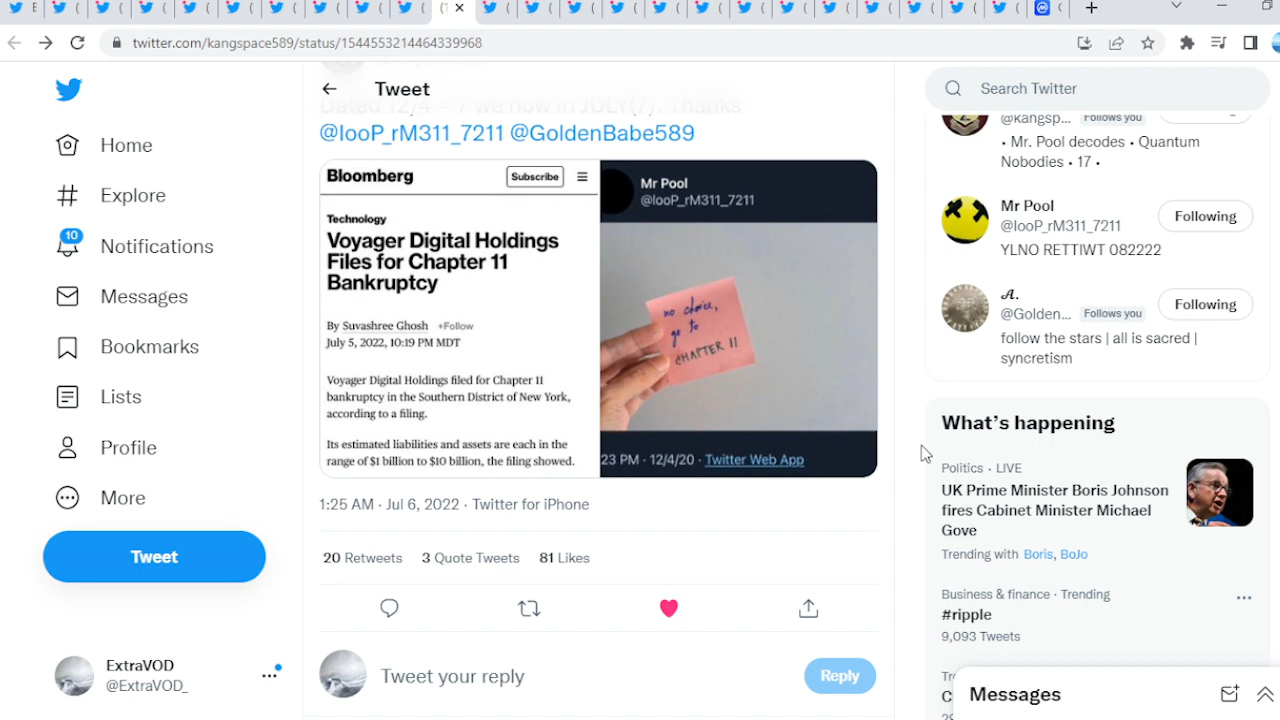 twitter.com/kangspace589/status/1544553214464339968
Home
Explore
10
Notifications
Messages
Bookmarks
Lists
Profile
More
Tweet
ExtraVOD
@ExtraVOD_
Tweet
Dated 12/4 = 7 we now in JULY(7). Thanks
@looP_rM311_7211 @GoldenBabe589
Bloomberg
Subscribe
Technology
Voyager Digital Holdings
Files for Chapter 11
Bankruptcy
By Suvashree Ghosh +Follow
July 5, 2022, 10:19 PM MDT
Voyager Digital Holdings filed for Chapter 11
bankruptcy in the Southern District of New York,
according to a filing.
Its estimated liabilities and assets are each in the
range of $1 billion to $10 billion, the filing showed.
Mr Pool
@looP_rM311_7211
no choice,
go to
CHAPTER 11
23 PM · 12/4/20 · Twitter Web App
1:25 AM · Jul 6, 2022 · Twitter for iPhone
20 Retweets 3 Quote Tweets 81 Likes
Tweet your reply
Reply
Search Twitter
@kangsp... Follows you
• Mr. Pool decodes • Quantum
Nobodies • 17 •
Mr Pool
@looP_rM311_7211
Following
YLNO RETTIWT 082222
A.
@Golden... Follows you
Following
follow the stars | all is sacred |
syncretism
What's happening
Politics · LIVE
UK Prime Minister Boris Johnson
fires Cabinet Minister Michael
Gove
Trending with Boris, BoJo
Business & finance · Trending
#ripple
9,093 Tweets
Messages